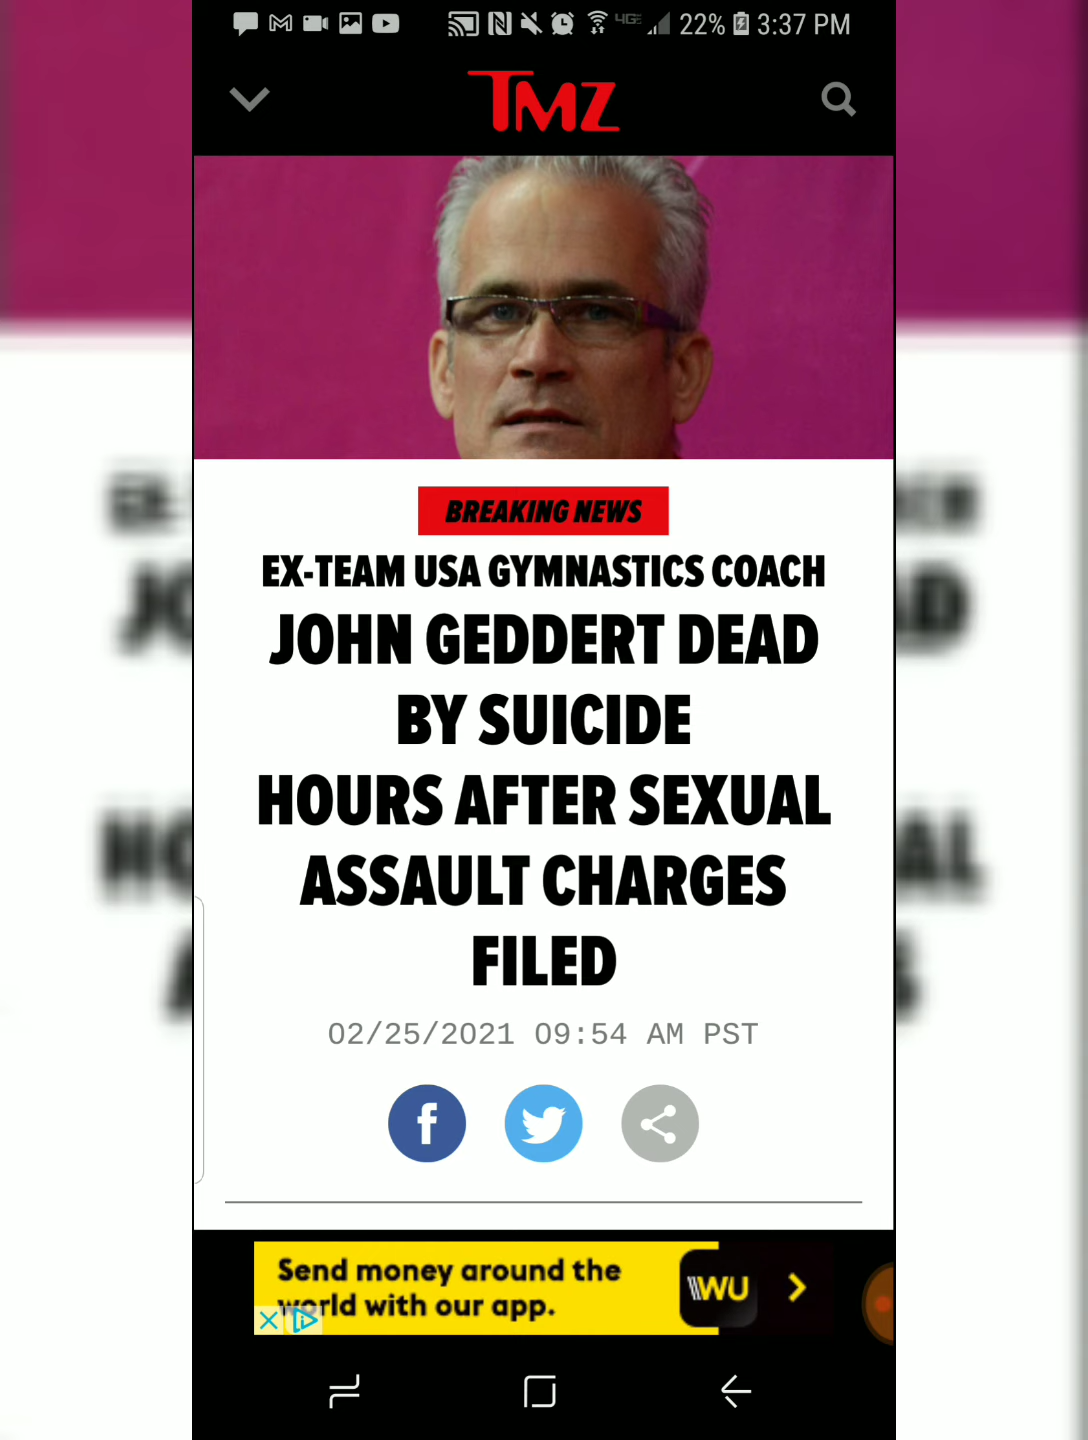 4GE 22% 3:37 PM
TMZ
BREAKING NEWS
EX-TEAM USA GYMNASTICS COACH
JOHN GEDDERT DEAD
BY SUICIDE
HOURS AFTER SEXUAL
ASSAULT CHARGES
FILED
02/25/2021 09:54 AM PST
Send money around the
world with our app.
WU